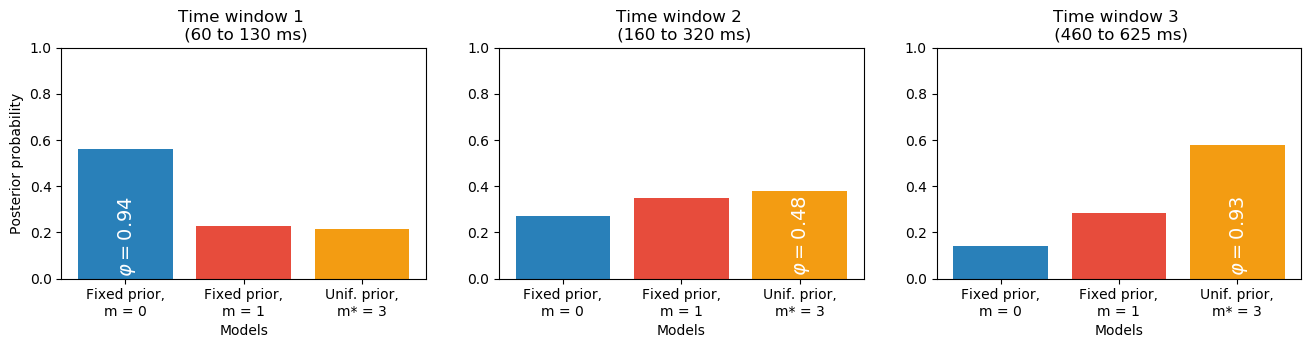 Time window 1
(60 to 130 ms)
Posterior probability
1.0
0.8
0.6
0.4
0.2
0.0
φ = 0.94
Fixed prior,
m = 0
Fixed prior,
m = 1
Unif. prior,
m* = 3
Models
Time window 2
(160 to 320 ms)
1.0
0.8
0.6
0.4
0.2
0.0
φ = 0.48
Fixed prior,
m = 0
Fixed prior,
m = 1
Unif. prior,
m* = 3
Models
Time window 3
(460 to 625 ms)
1.0
0.8
0.6
0.4
0.2
0.0
φ = 0.93
Fixed prior,
m = 0
Fixed prior,
m = 1
Unif. prior,
m* = 3
Models